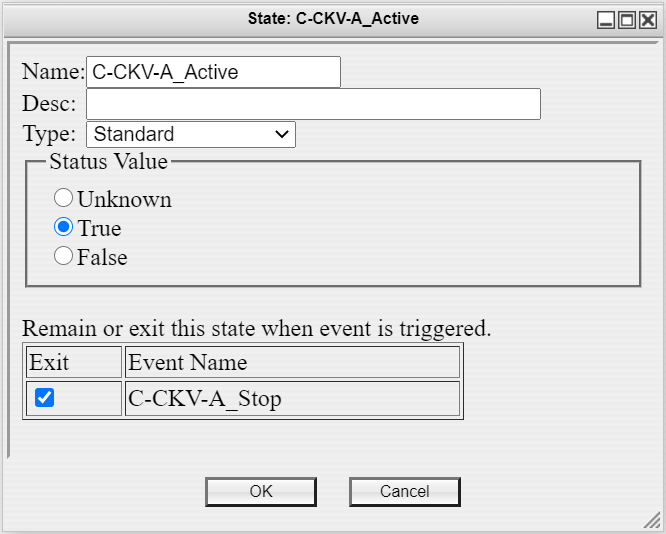 State: C-CKV-A_Active
Name: C-CKV-A_Active
Desc:
Type: Standard
Status Value
Unknown
True
False
Remain or exit this state when event is triggered.
Exit Event Name
C-CKV-A_Stop
OK Cancel